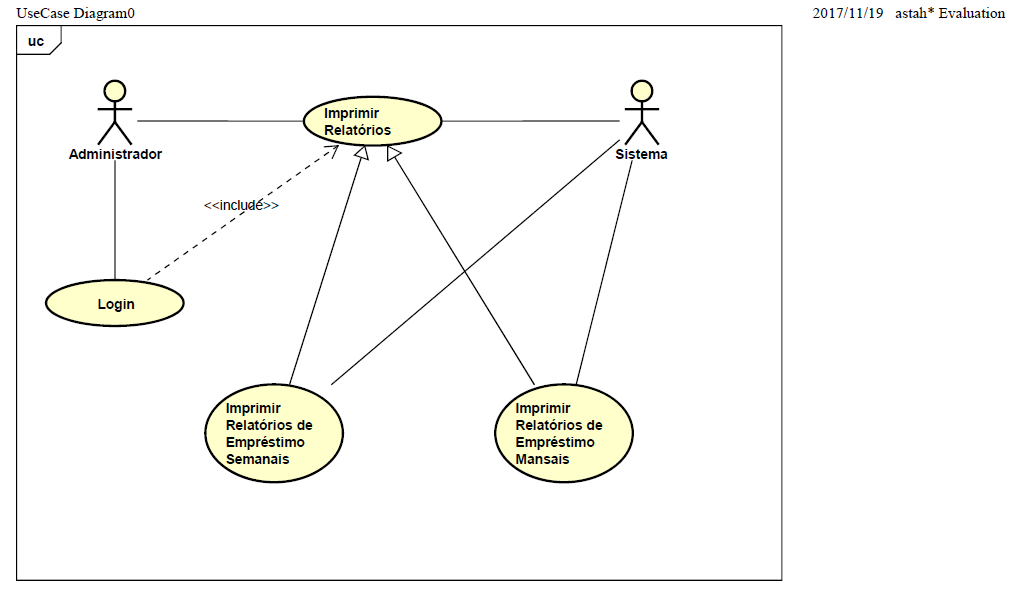 UseCase Diagram0
2017/11/19 astah* Evaluation
uc
Imprimir
Relatórios
Administrador
Sistema
<<include>>
Login
Imprimir
Relatórios de
Empréstimo
Semanais
Imprimir
Relatórios de
Empréstimo
Mansais